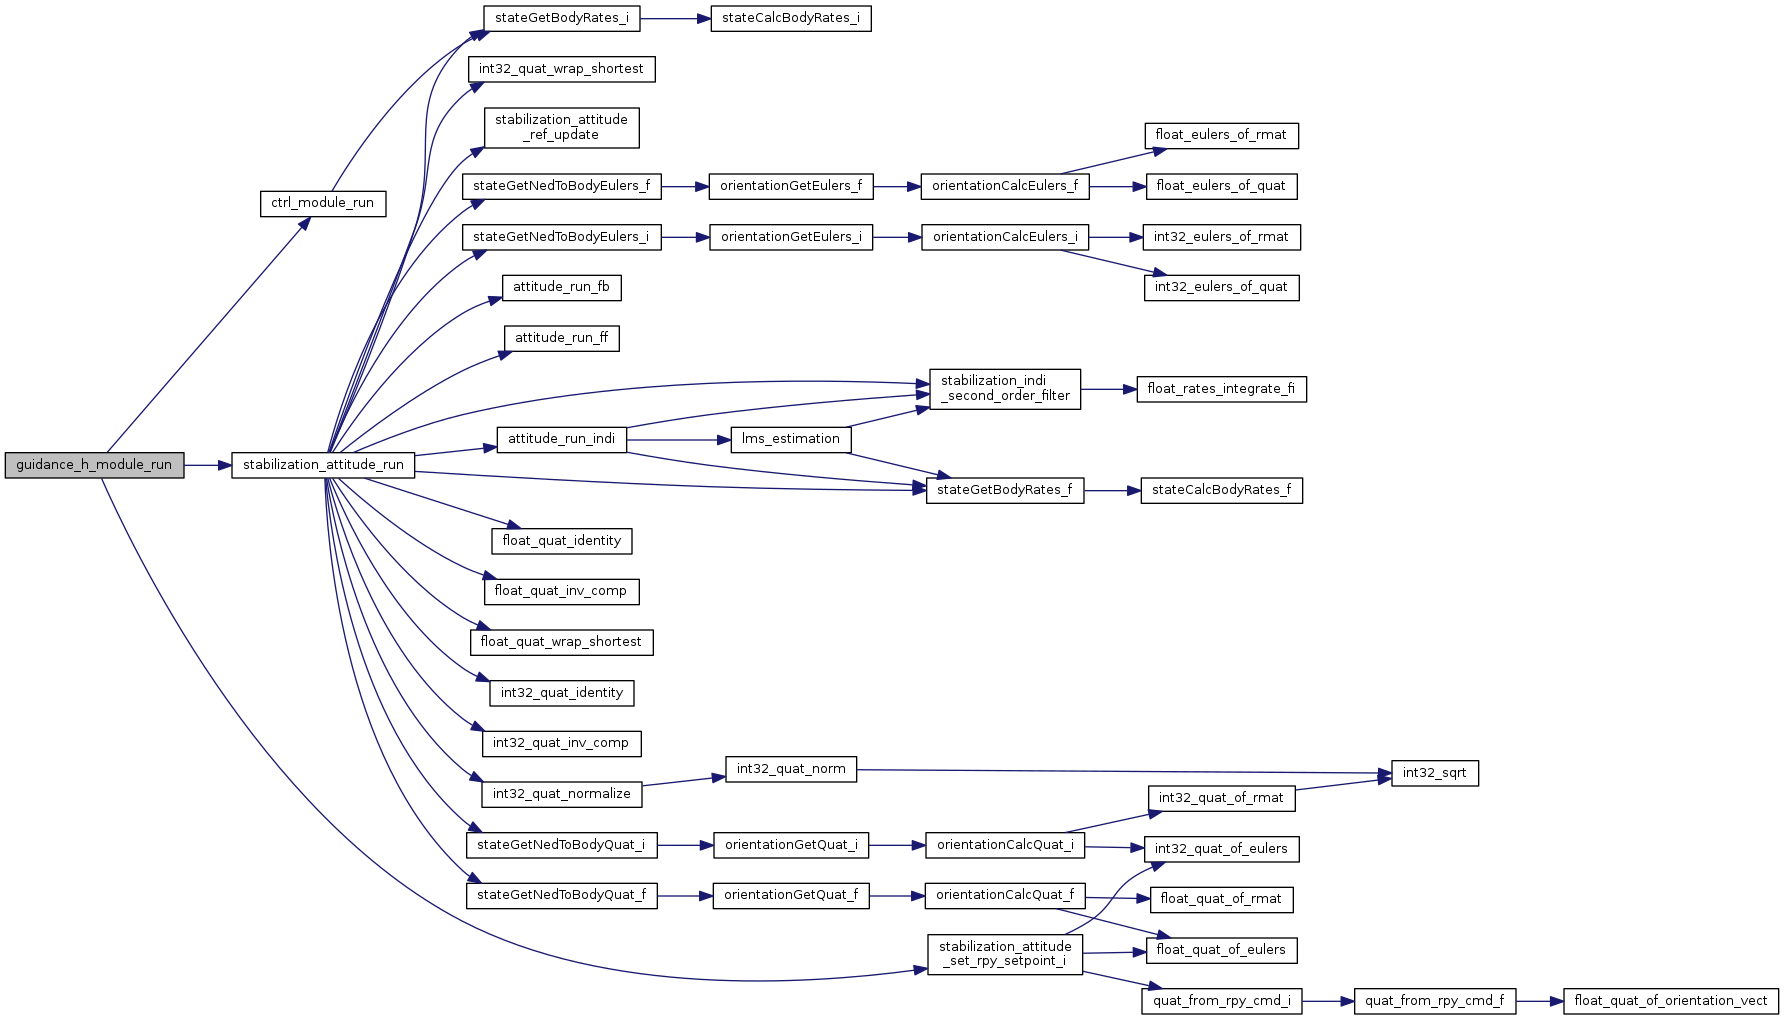 guidance_h_module_run
ctrl_module_run
stabilization_attitude_run
stateGetBodyRates_i
stateCalcBodyRates_i
int32_quat_wrap_shortest
stabilization_attitude
_ref_update
stateGetNedToBodyEulers_f
orientationGetEulers_f
orientationCalcEulers_f
float_eulers_of_rmat
float_eulers_of_quat
stateGetNedToBodyEulers_i
orientationGetEulers_i
orientationCalcEulers_i
int32_eulers_of_rmat
int32_eulers_of_quat
attitude_run_fb
attitude_run_ff
stabilization_indi
_second_order_filter
float_rates_integrate_fi
attitude_run_indi
lms_estimation
stateGetBodyRates_f
stateCalcBodyRates_f
float_quat_identity
float_quat_inv_comp
float_quat_wrap_shortest
int32_quat_identity
int32_quat_inv_comp
int32_quat_normalize
int32_quat_norm
int32_sqrt
stateGetNedToBodyQuat_i
orientationGetQuat_i
orientationCalcQuat_i
int32_quat_of_rmat
int32_quat_of_eulers
stateGetNedToBodyQuat_f
orientationGetQuat_f
orientationCalcQuat_f
float_quat_of_rmat
float_quat_of_eulers
stabilization_attitude
_set_rpy_setpoint_i
quat_from_rpy_cmd_i
quat_from_rpy_cmd_f
float_quat_of_orientation_vect